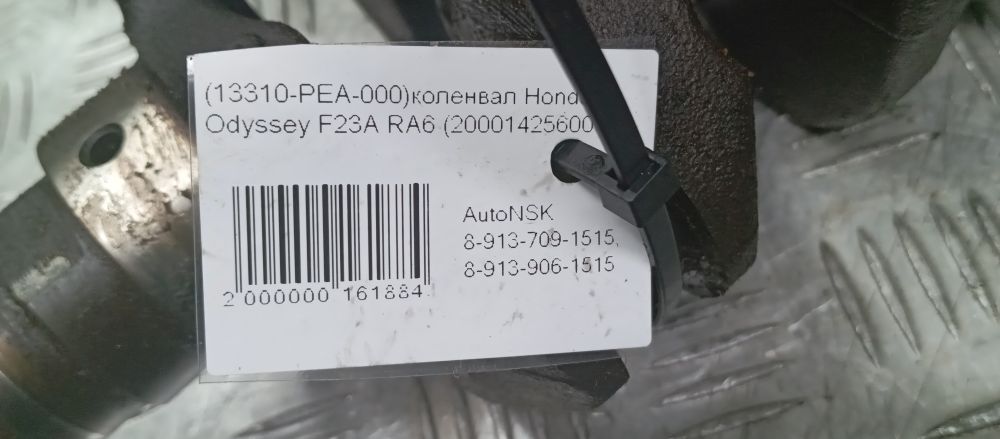 (13310-PEA-000)коленвал Honda
Odyssey F23A RA6 (20001425600
AutoNSK
8-913-709-1515,
8-913-906-1515
2 000000 161884